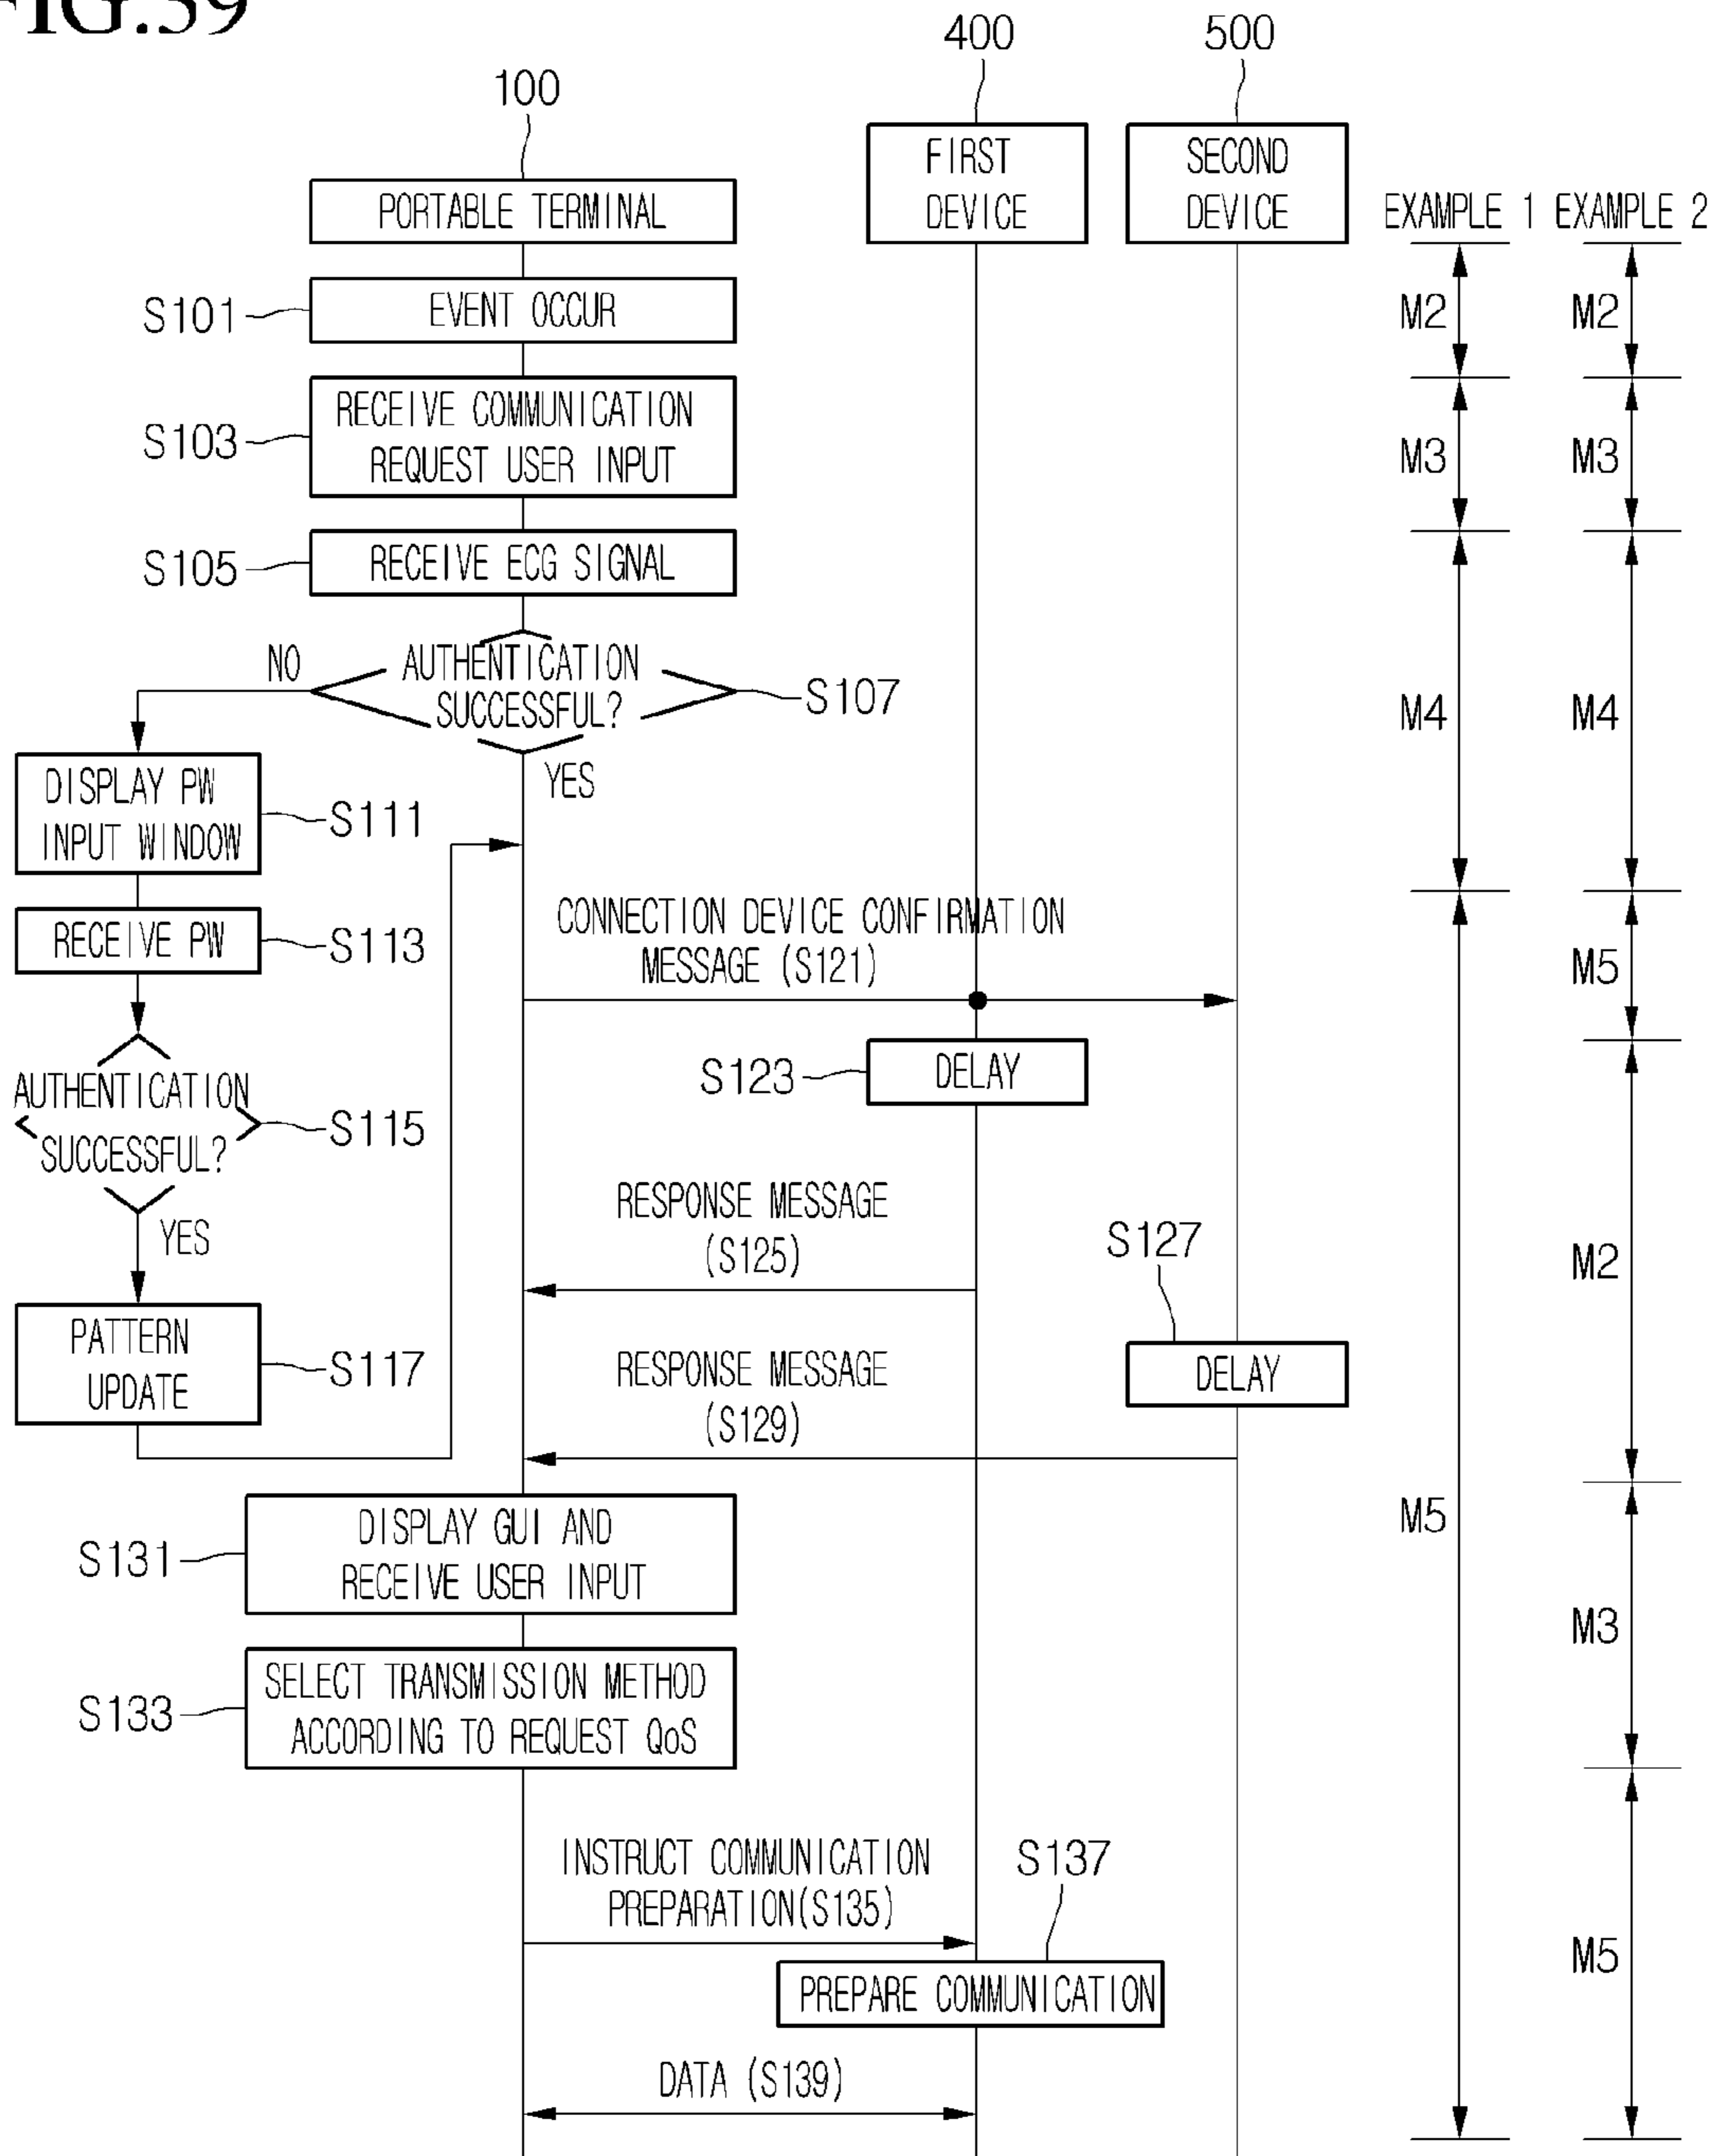 FIG.39
400
500
100
FIRST
DEVICE
SECOND
DEVICE
PORTABLE TERMINAL
EXAMPLE 1
EXAMPLE 2
S101
EVENT OCCUR
M2
M2
S103
RECEIVE COMMUNICATION
REQUEST USER INPUT
M3
M3
S105
RECEIVE ECG SIGNAL
NO
AUTHENTICATION
SUCCESSFUL?
S107
M4
M4
YES
DISPLAY PW
INPUT WINDOW
S111
CONNECTION DEVICE CONFIRMATION
MESSAGE (S121)
RECEIVE PW
S113
M5
S123
DELAY
AUTHENTICATION
SUCCESSFUL?
S115
RESPONSE MESSAGE
(S125)
YES
S127
M2
PATTERN
UPDATE
S117
RESPONSE MESSAGE
(S129)
DELAY
S131
DISPLAY GUI AND
RECEIVE USER INPUT
M5
M3
S133
SELECT TRANSMISSION METHOD
ACCORDING TO REQUEST QoS
INSTRUCT COMMUNICATION
PREPARATION(S135)
S137
M5
PREPARE COMMUNICATION
DATA (S139)